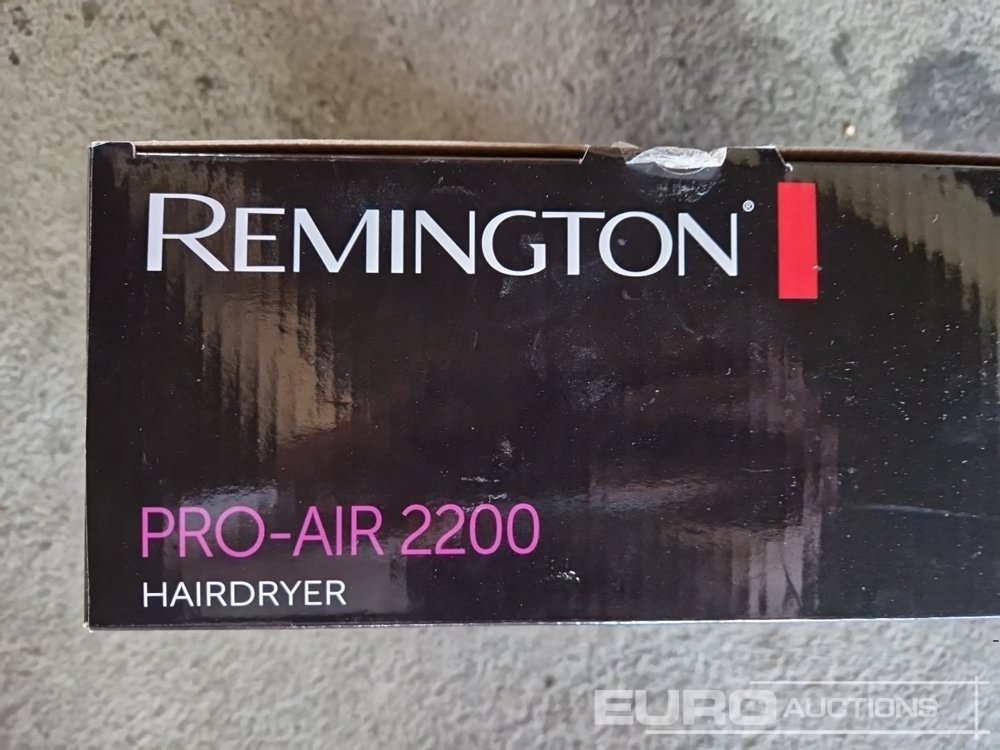 REMINGTON®
PRO-AIR 2200
HAIRDRYER
EURO AUCTIONS